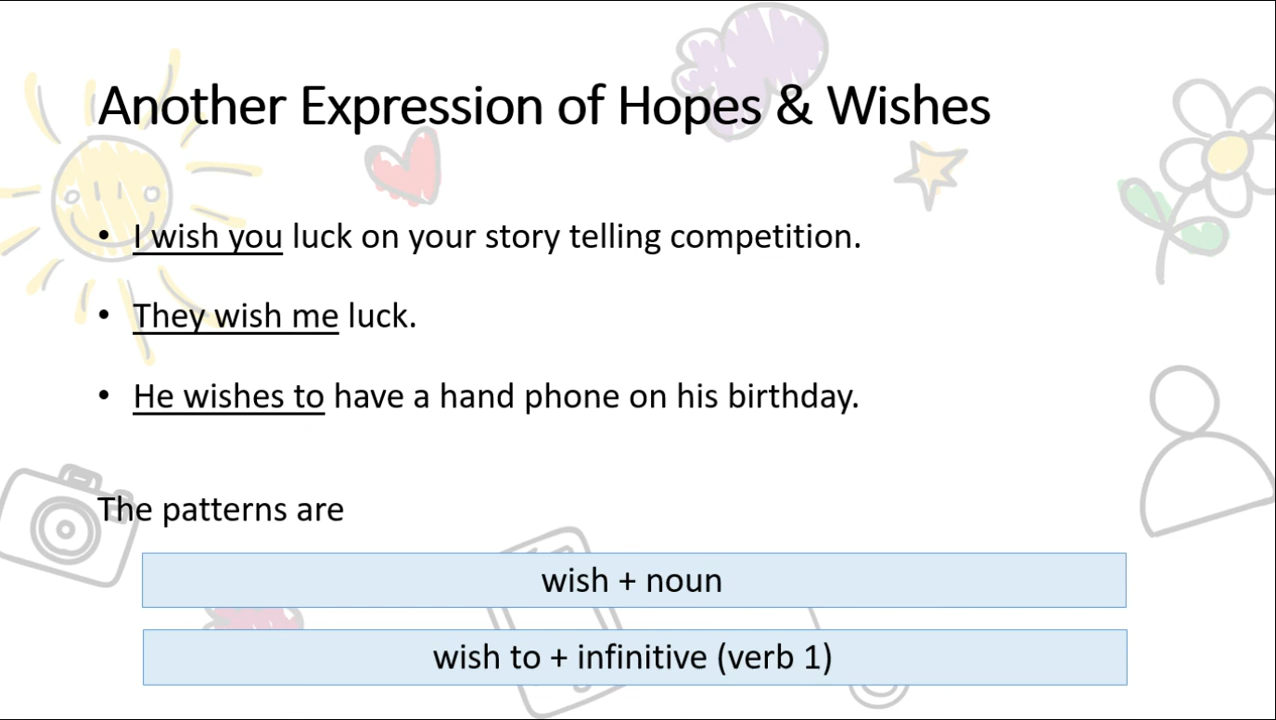 Another Expression of Hopes & Wishes
• I wish you luck on your story telling competition.
• They wish me luck.
• He wishes to have a hand phone on his birthday.
The patterns are
wish + noun
wish to + infinitive (verb 1)